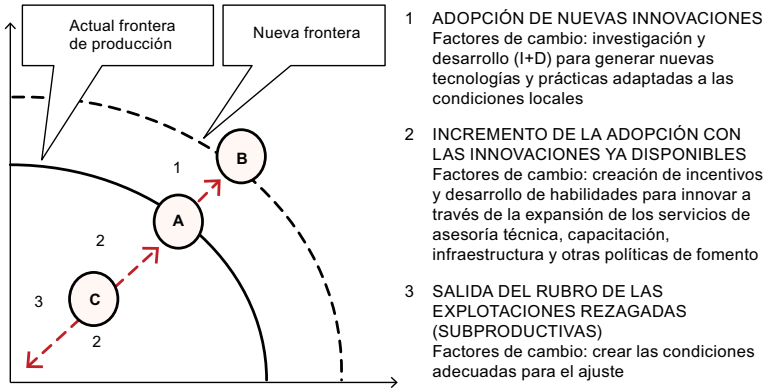 Actual frontera
de producción
Nueva frontera
1
B
A
2
C
3
2
1 ADOPCIÓN DE NUEVAS INNOVACIONES
Factores de cambio: investigación y
desarrollo (I+D) para generar nuevas
tecnologías y prácticas adaptadas a las
condiciones locales
2 INCREMENTO DE LA ADOPCIÓN CON
LAS INNOVACIONES YA DISPONIBLES
Factores de cambio: creación de incentivos
y desarrollo de habilidades para innovar a
través de la expansión de los servicios de
asesoría técnica, capacitación,
infraestructura y otras políticas de fomento
3 SALIDA DEL RUBRO DE LAS
EXPLOTACIONES REZAGADAS
(SUBPRODUCTIVAS)
Factores de cambio: crear las condiciones
adecuadas para el ajuste